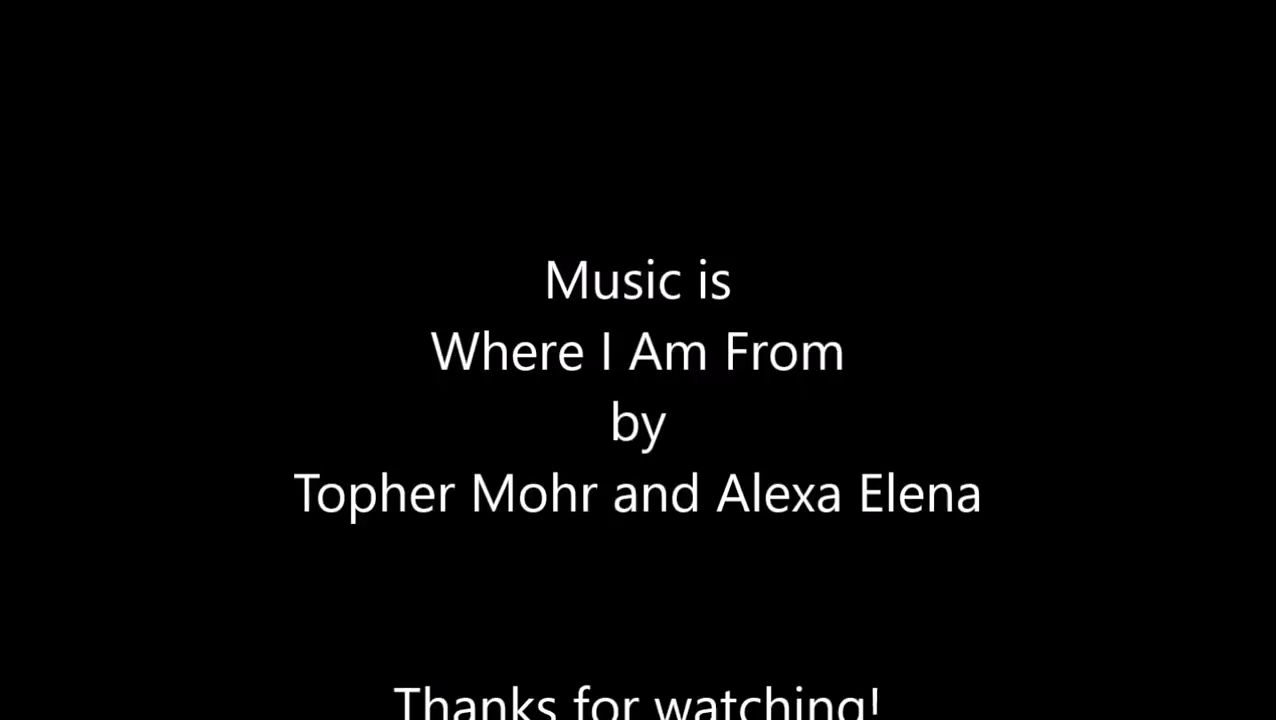 Music is
Where I Am From
by
Topher Mohr and Alexa Elena
Thanks for watching!